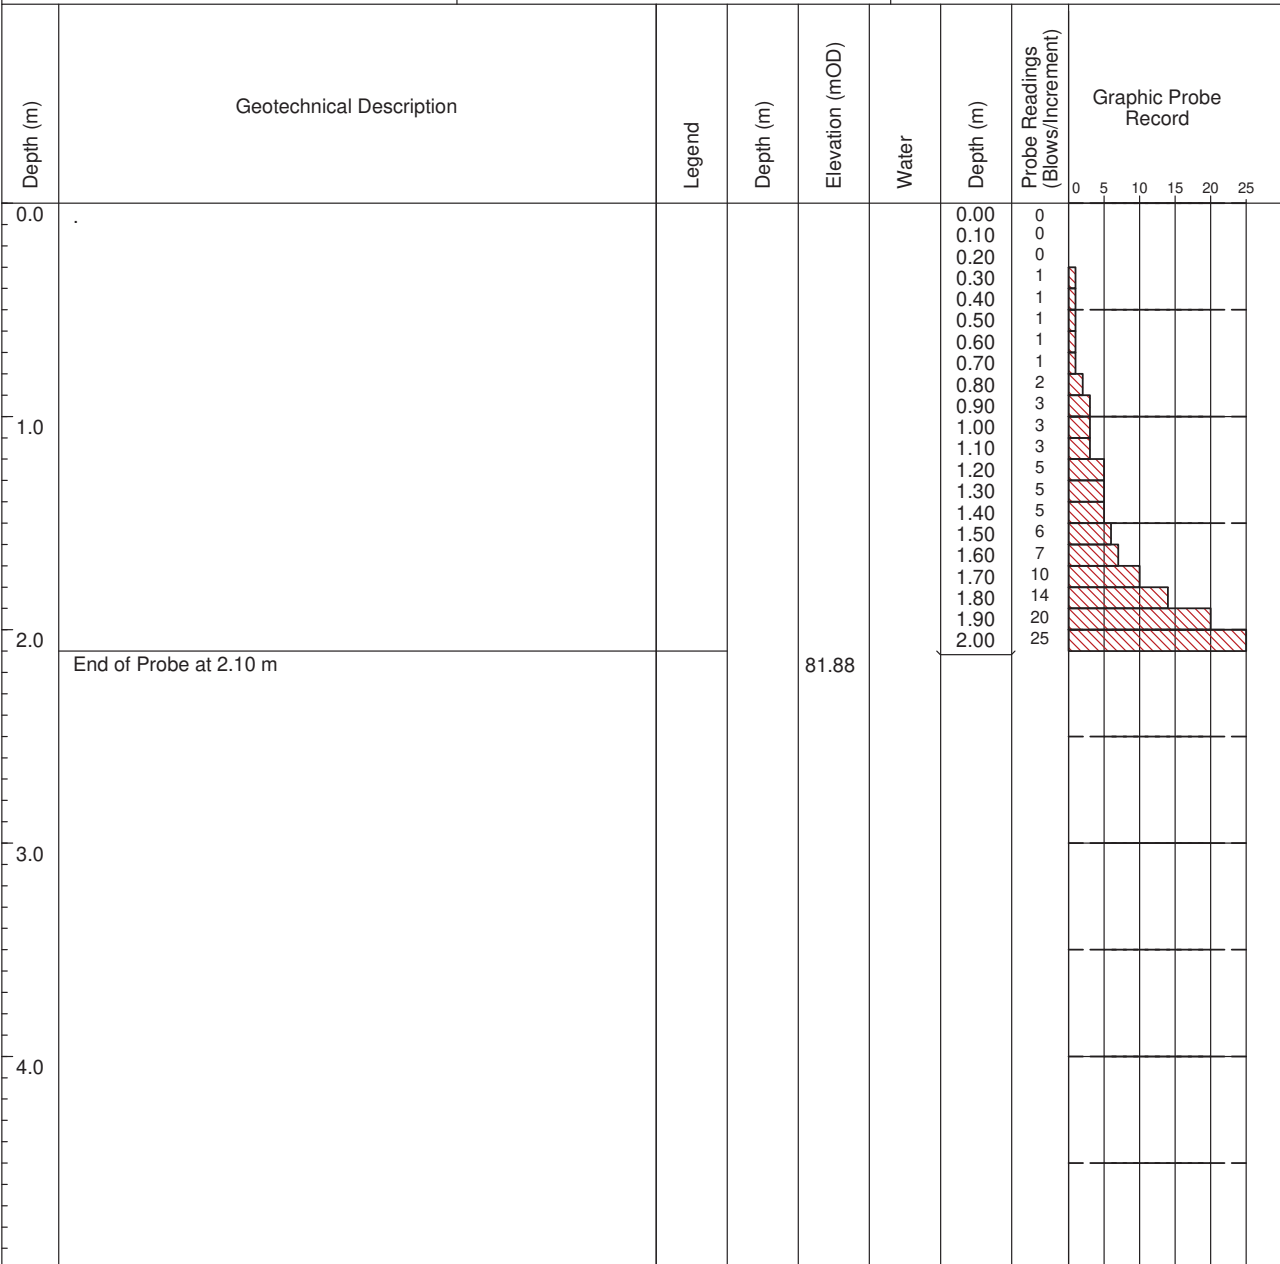 Depth (m)
Geotechnical Description
Legend
Depth (m)
Elevation (mOD)
Water
Depth (m)
Probe Readings
(Blows/Increment)
Graphic Probe
Record
0 5 10 15 20 25
0.0 . 0.00 0
0.10 0
0.20 0
0.30 1
0.40 1
0.50 1
0.60 1
0.70 1
0.80 2
0.90 3
1.0 1.00 3
1.10 3
1.20 5
1.30 5
1.40 5
1.50 6
1.60 7
1.70 10
1.80 14
1.90 20
2.0 2.00 25
End of Probe at 2.10 m 81.88
3.0
4.0